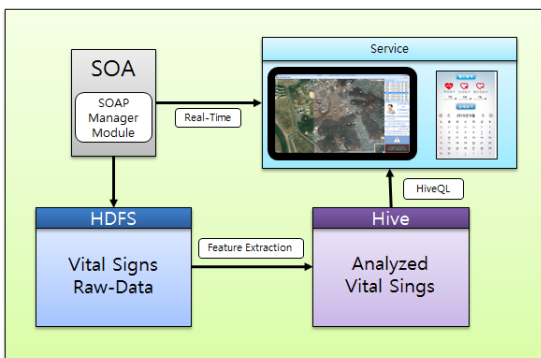 Service
SOA
SOAP
Manager
Module
Real-Time
HiveQL
HDFS
Vital Signs
Raw-Data
Feature Extraction
Hive
Analyzed
Vital Sings